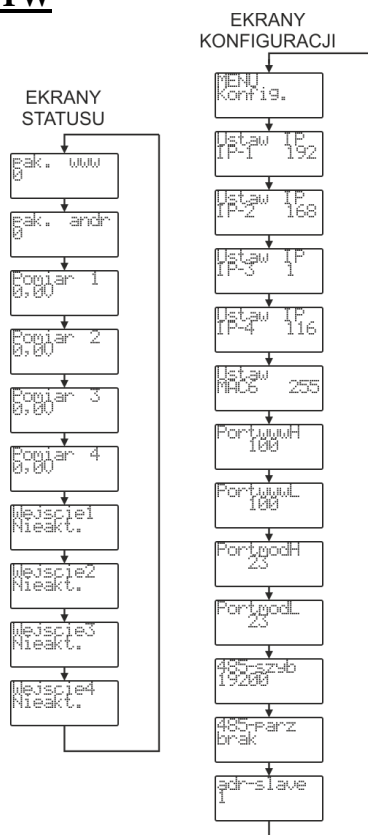 EKRANY
STATUSU
pak. www
0
pak. andr
0
Pomiar 1
0,00
Pomiar 2
0,00
Pomiar 3
0,00
Pomiar 4
0,00
Wejscie1
Nieakt.
Wejscie2
Nieakt.
Wejscie3
Nieakt.
Wejscie4
Nieakt.
EKRANY
KONFIGURACJI
MENU
Konfig.
Ustaw IP
IP-1 192
Ustaw IP
IP-2 168
Ustaw IP
IP-3 1
Ustaw IP
IP-4 116
Ustaw
MAC6 255
PortwwwH
100
PortwwwL
100
PortmodH
23
PortmodL
23
485-szyb
19200
485-parz
brak
adr-slave
1